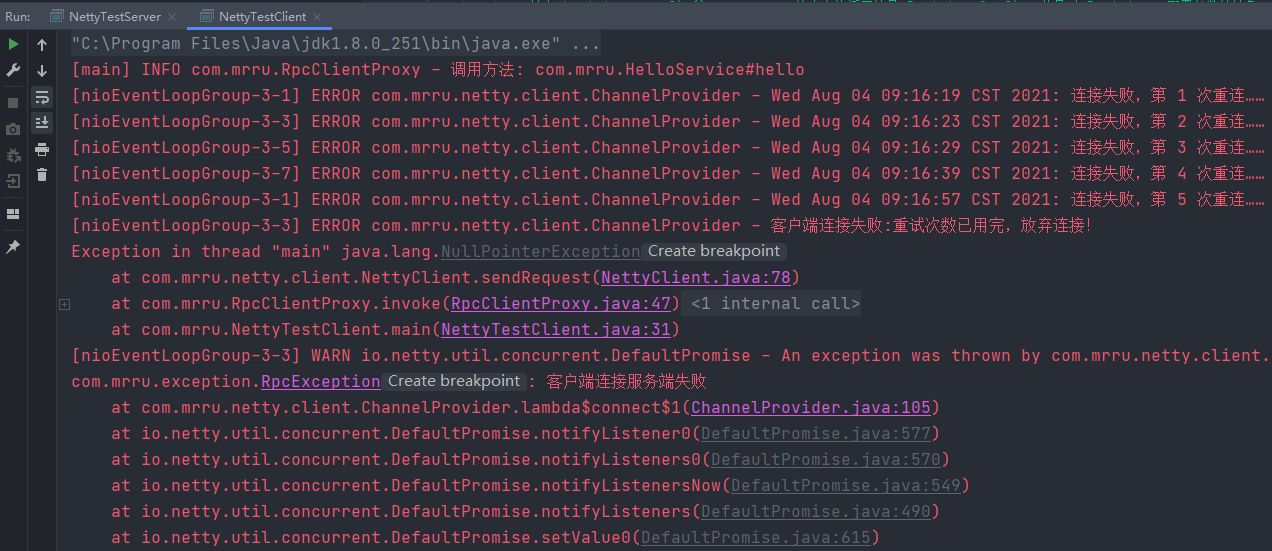 Run: NettyTestServer × NettyTestClient ×
"C:\Program Files\Java\jdk1.8.0_251\bin\java.exe" ...
[main] INFO com.mrru.RpcClientProxy - 调用方法: com.mrru.HelloService#hello
[nioEventLoopGroup-3-1] ERROR com.mrru.netty.client.ChannelProvider - Wed Aug 04 09:16:19 CST 2021: 连接失败，第 1 次重连……
[nioEventLoopGroup-3-3] ERROR com.mrru.netty.client.ChannelProvider - Wed Aug 04 09:16:23 CST 2021: 连接失败，第 2 次重连……
[nioEventLoopGroup-3-5] ERROR com.mrru.netty.client.ChannelProvider - Wed Aug 04 09:16:29 CST 2021: 连接失败，第 3 次重连……
[nioEventLoopGroup-3-7] ERROR com.mrru.netty.client.ChannelProvider - Wed Aug 04 09:16:39 CST 2021: 连接失败，第 4 次重连……
[nioEventLoopGroup-3-1] ERROR com.mrru.netty.client.ChannelProvider - Wed Aug 04 09:16:57 CST 2021: 连接失败，第 5 次重连……
[nioEventLoopGroup-3-3] ERROR com.mrru.netty.client.ChannelProvider - 客户端连接失败:重试次数已用完，放弃连接！
Exception in thread "main" java.lang.NullPointerException Create breakpoint
at com.mrru.netty.client.NettyClient.sendRequest(NettyClient.java:78)
at com.mrru.RpcClientProxy.invoke(RpcClientProxy.java:47) <1 internal call>
at com.mrru.NettyTestClient.main(NettyTestClient.java:31)
[nioEventLoopGroup-3-3] WARN io.netty.util.concurrent.DefaultPromise - An exception was thrown by com.mrru.netty.client.
com.mrru.exception.RpcException Create breakpoint : 客户端连接服务端失败
at com.mrru.netty.client.ChannelProvider.lambda$connect$1(ChannelProvider.java:105)
at io.netty.util.concurrent.DefaultPromise.notifyListener0(DefaultPromise.java:577)
at io.netty.util.concurrent.DefaultPromise.notifyListeners0(DefaultPromise.java:570)
at io.netty.util.concurrent.DefaultPromise.notifyListenersNow(DefaultPromise.java:549)
at io.netty.util.concurrent.DefaultPromise.notifyListeners(DefaultPromise.java:490)
at io.netty.util.concurrent.DefaultPromise.setValue0(DefaultPromise.java:615)